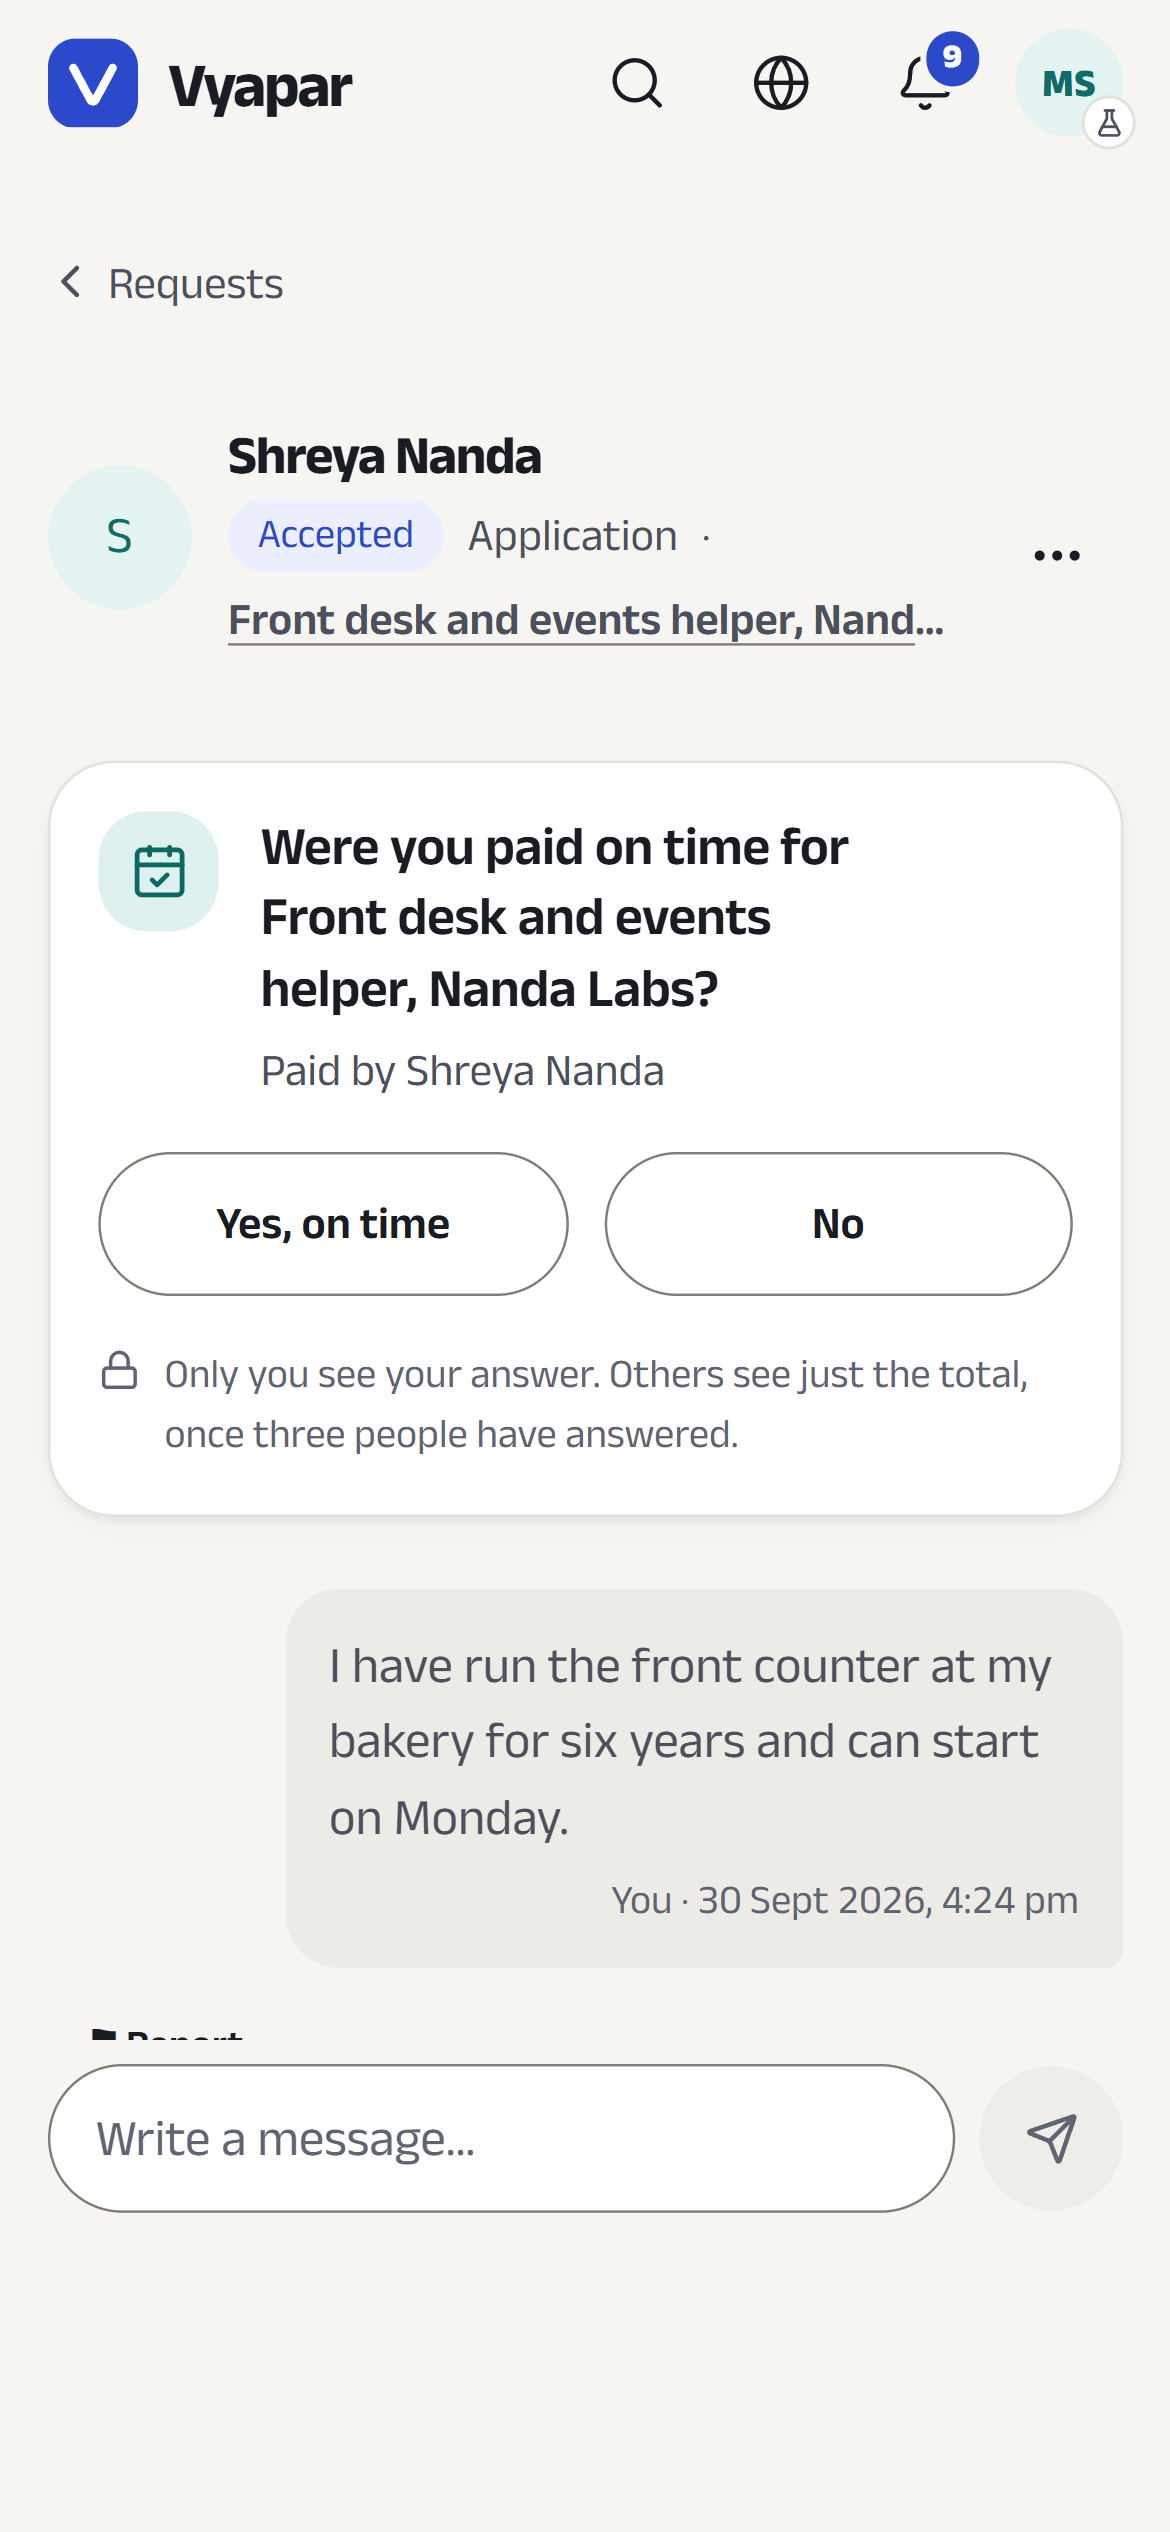 Vyapar
9
MS
Requests
Shreya Nanda
S
Accepted
Application ·
Front desk and events helper, Nand...
Were you paid on time for
Front desk and events
helper, Nanda Labs?
Paid by Shreya Nanda
Yes, on time
No
Only you see your answer. Others see just the total,
once three people have answered.
I have run the front counter at my
bakery for six years and can start
on Monday.
You · 30 Sept 2026, 4:24 pm
Report
Write a message...